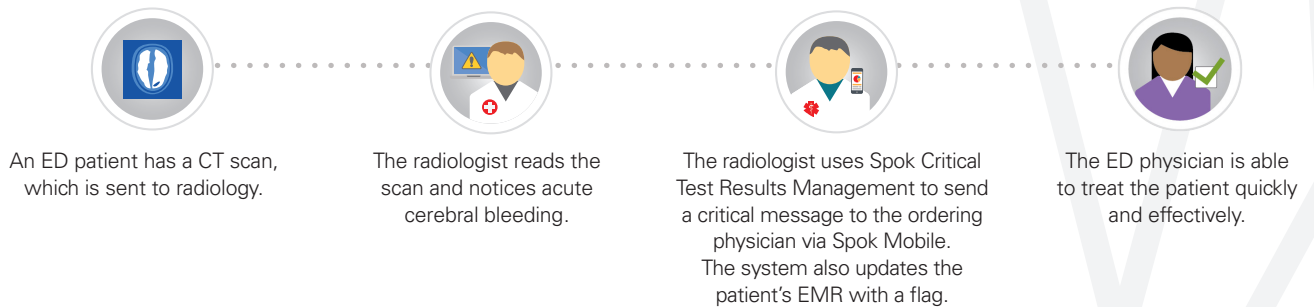 An ED patient has a CT scan,
which is sent to radiology.
The radiologist reads the
scan and notices acute
cerebral bleeding.
The radiologist uses Spok Critical
Test Results Management to send
a critical message to the ordering
physician via Spok Mobile.
The system also updates the
patient’s EMR with a flag.
The ED physician is able
to treat the patient quickly
and effectively.